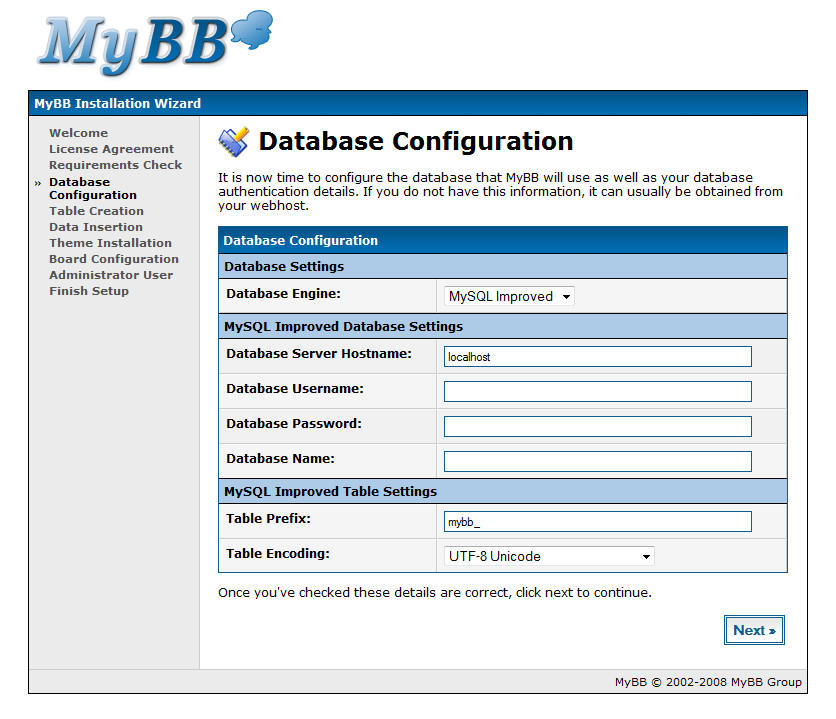 MyBB
MyBB Installation Wizard
Welcome
License Agreement
Requirements Check
» Database
Configuration
Table Creation
Data Insertion
Theme Installation
Board Configuration
Administrator User
Finish Setup
Database Configuration
It is now time to configure the database that MyBB will use as well as your database
authentication details. If you do not have this information, it can usually be obtained from
your webhost.
Database Configuration
Database Settings
Database Engine: MySQL Improved
MySQL Improved Database Settings
Database Server Hostname: localhost
Database Username:
Database Password:
Database Name:
MySQL Improved Table Settings
Table Prefix: mybb_
Table Encoding: UTF-8 Unicode
Once you've checked these details are correct, click next to continue.
Next »
MyBB © 2002-2008 MyBB Group